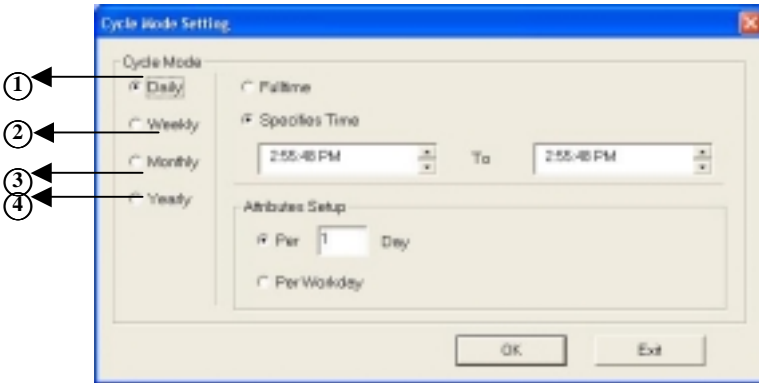 Cycle Mode Setting
Cycle Mode
1
Daily
Fulltime
2
Weekly
Specifies Time
2:55:48 PM
To
2:55:48 PM
3
Monthly
4
Yearly
Attributes Setup
Per 1 Day
Per Workday
OK
Exit